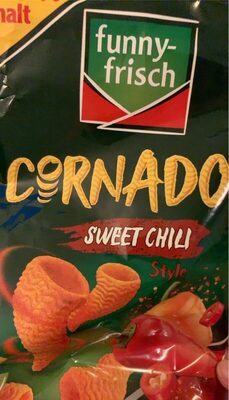 halt
funny-
frisch
CORNADO
SWEET CHILI
Style